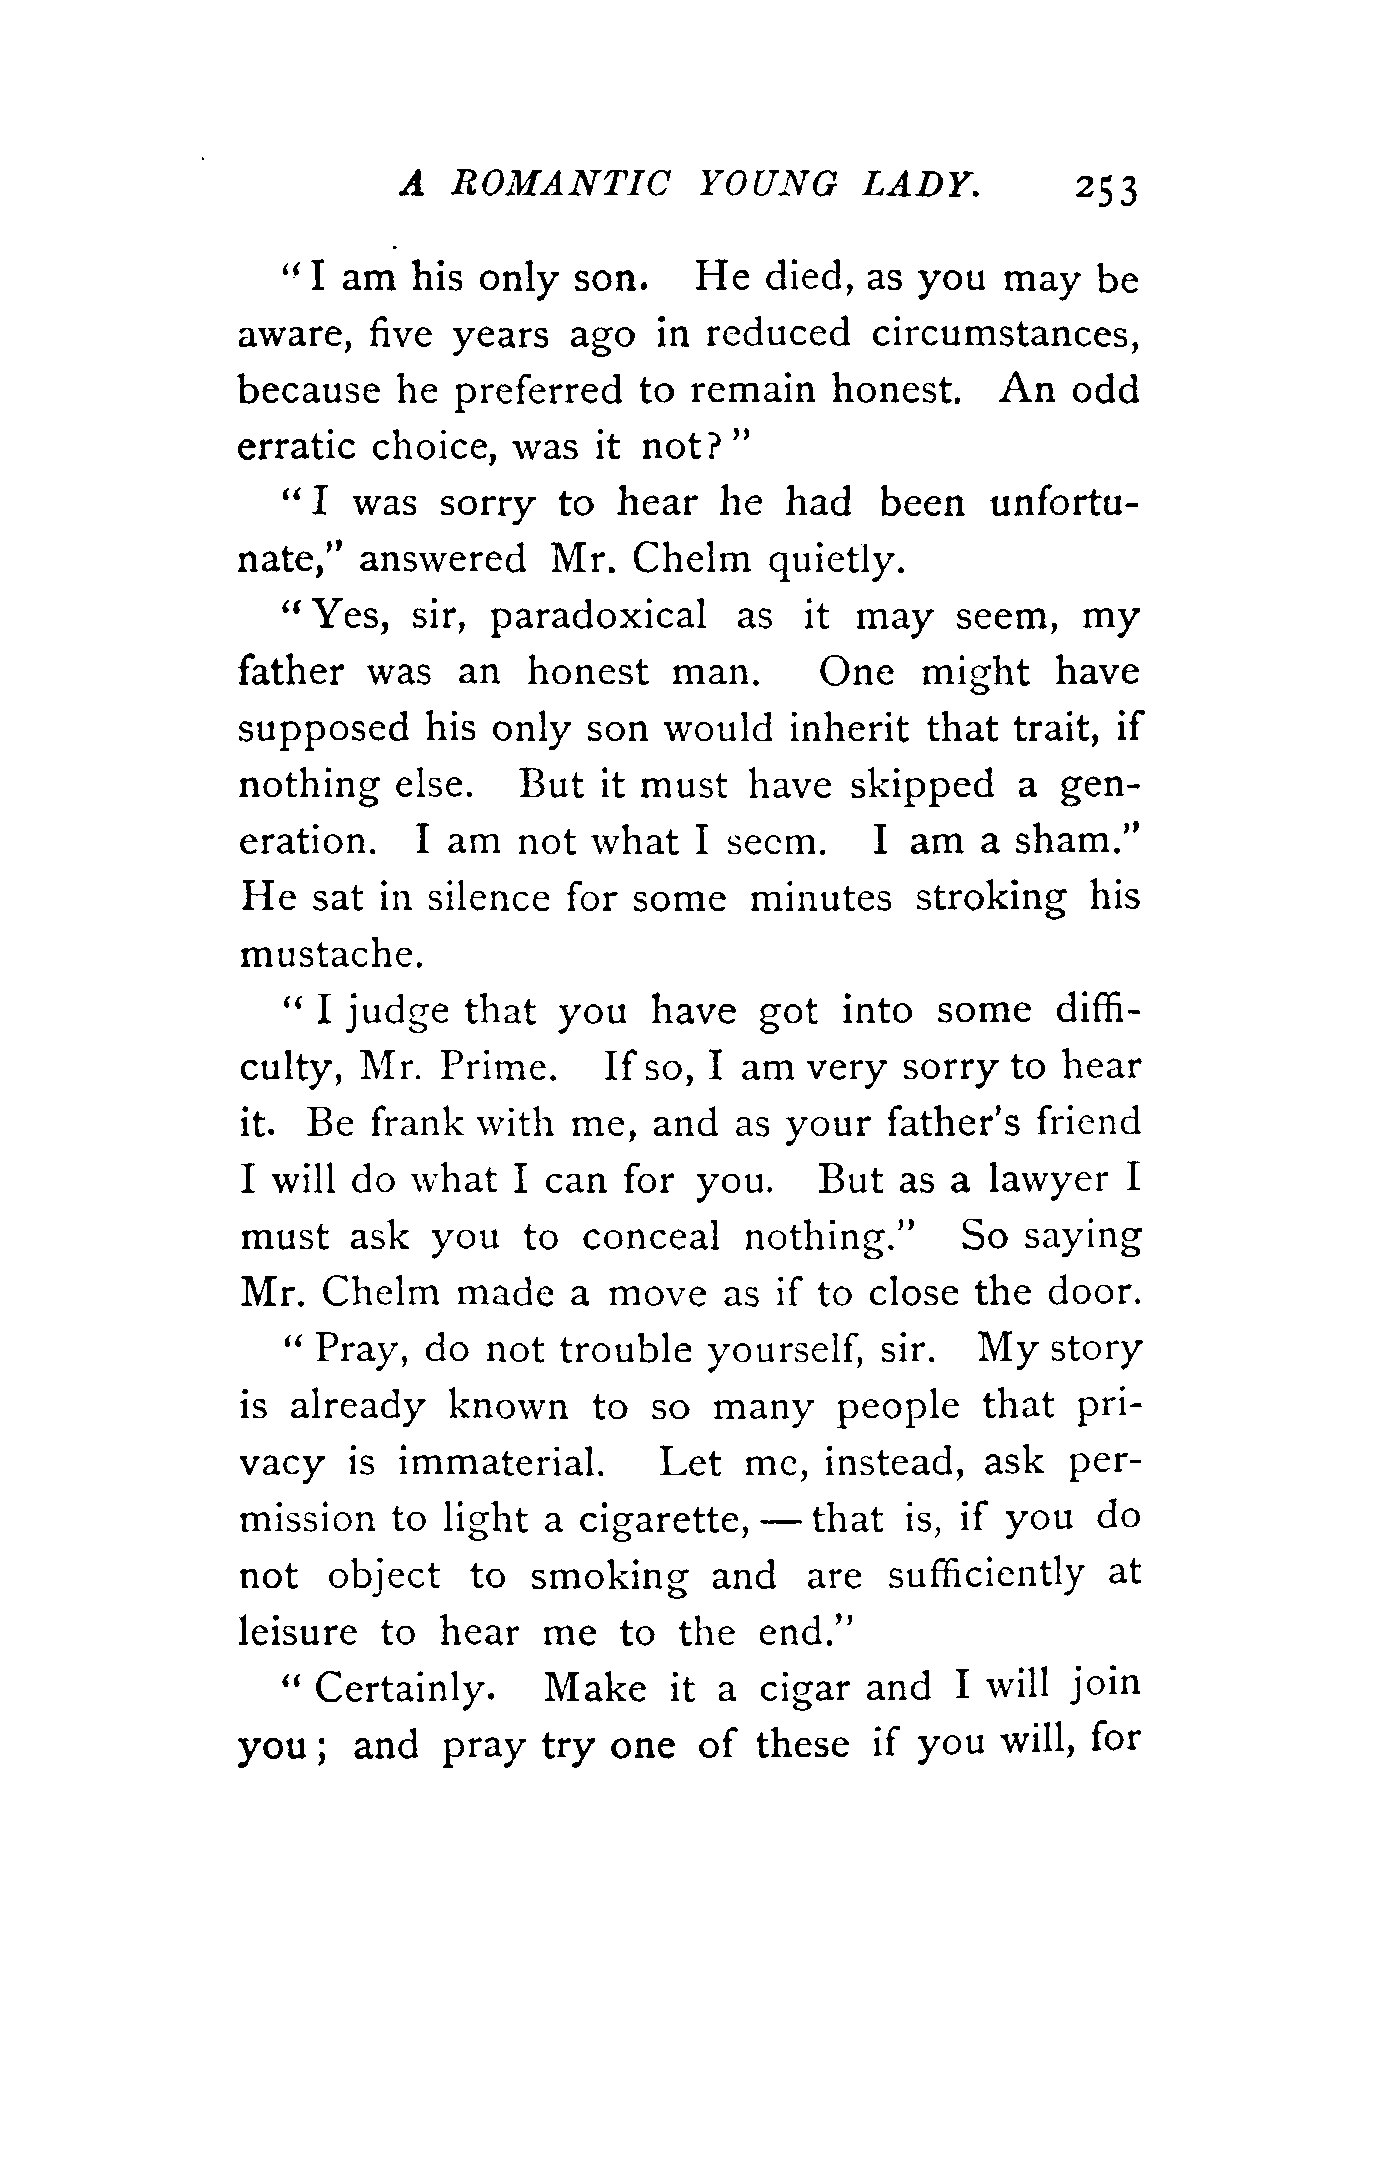 A ROMANTIC YOUNG LADY. 253
"I am his only son. He died, as you may be
aware, five years ago in reduced circumstances,
because he preferred to remain honest. An odd
erratic choice, was it not?"
"I was sorry to hear he had been unfortu-
nate," answered Mr. Chelm quietly.
"Yes, sir, paradoxical as it may seem, my
father was an honest man. One might have
supposed his only son would inherit that trait, if
nothing else. But it must have skipped a gen-
eration. I am not what I seem. I am a sham."
He sat in silence for some minutes stroking his
mustache.
"I judge that you have got into some diffi-
culty, Mr. Prime. If so, I am very sorry to hear
it. Be frank with me, and as your father's friend
I will do what I can for you. But as a lawyer I
must ask you to conceal nothing." So saying
Mr. Chelm made a move as if to close the door.
"Pray, do not trouble yourself, sir. My story
is already known to so many people that pri-
vacy is immaterial. Let me, instead, ask per-
mission to light a cigarette, — that is, if you do
not object to smoking and are sufficiently at
leisure to hear me to the end."
"Certainly. Make it a cigar and I will join
you; and pray try one of these if you will, for